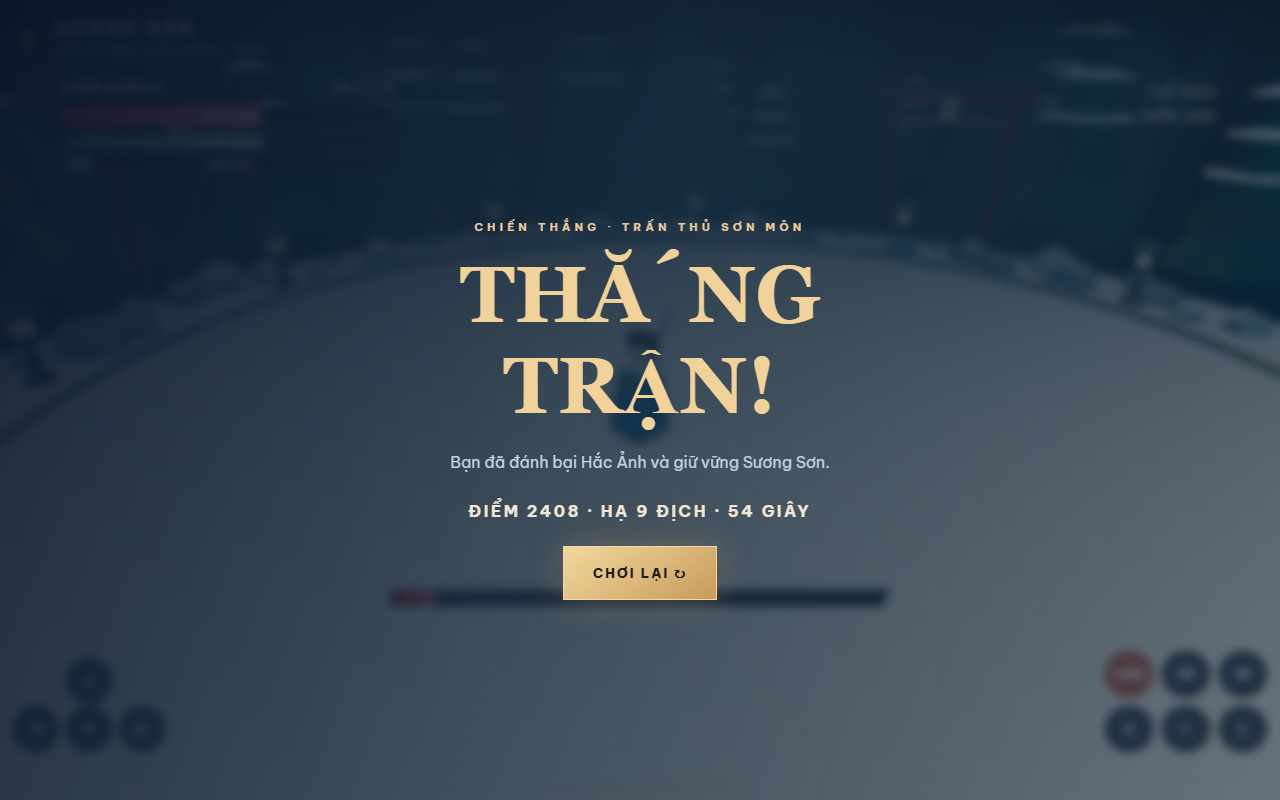 CHIẾN THẮNG · TRẤN THỦ SƠN MÔN
THẮNG
TRẬN!
Bạn đã đánh bại Hắc Ảnh và giữ vững Sương Sơn.
ĐIỂM 2408 · HẠ 9 ĐỊCH · 54 GIÂY
CHƠI LẠI ↻